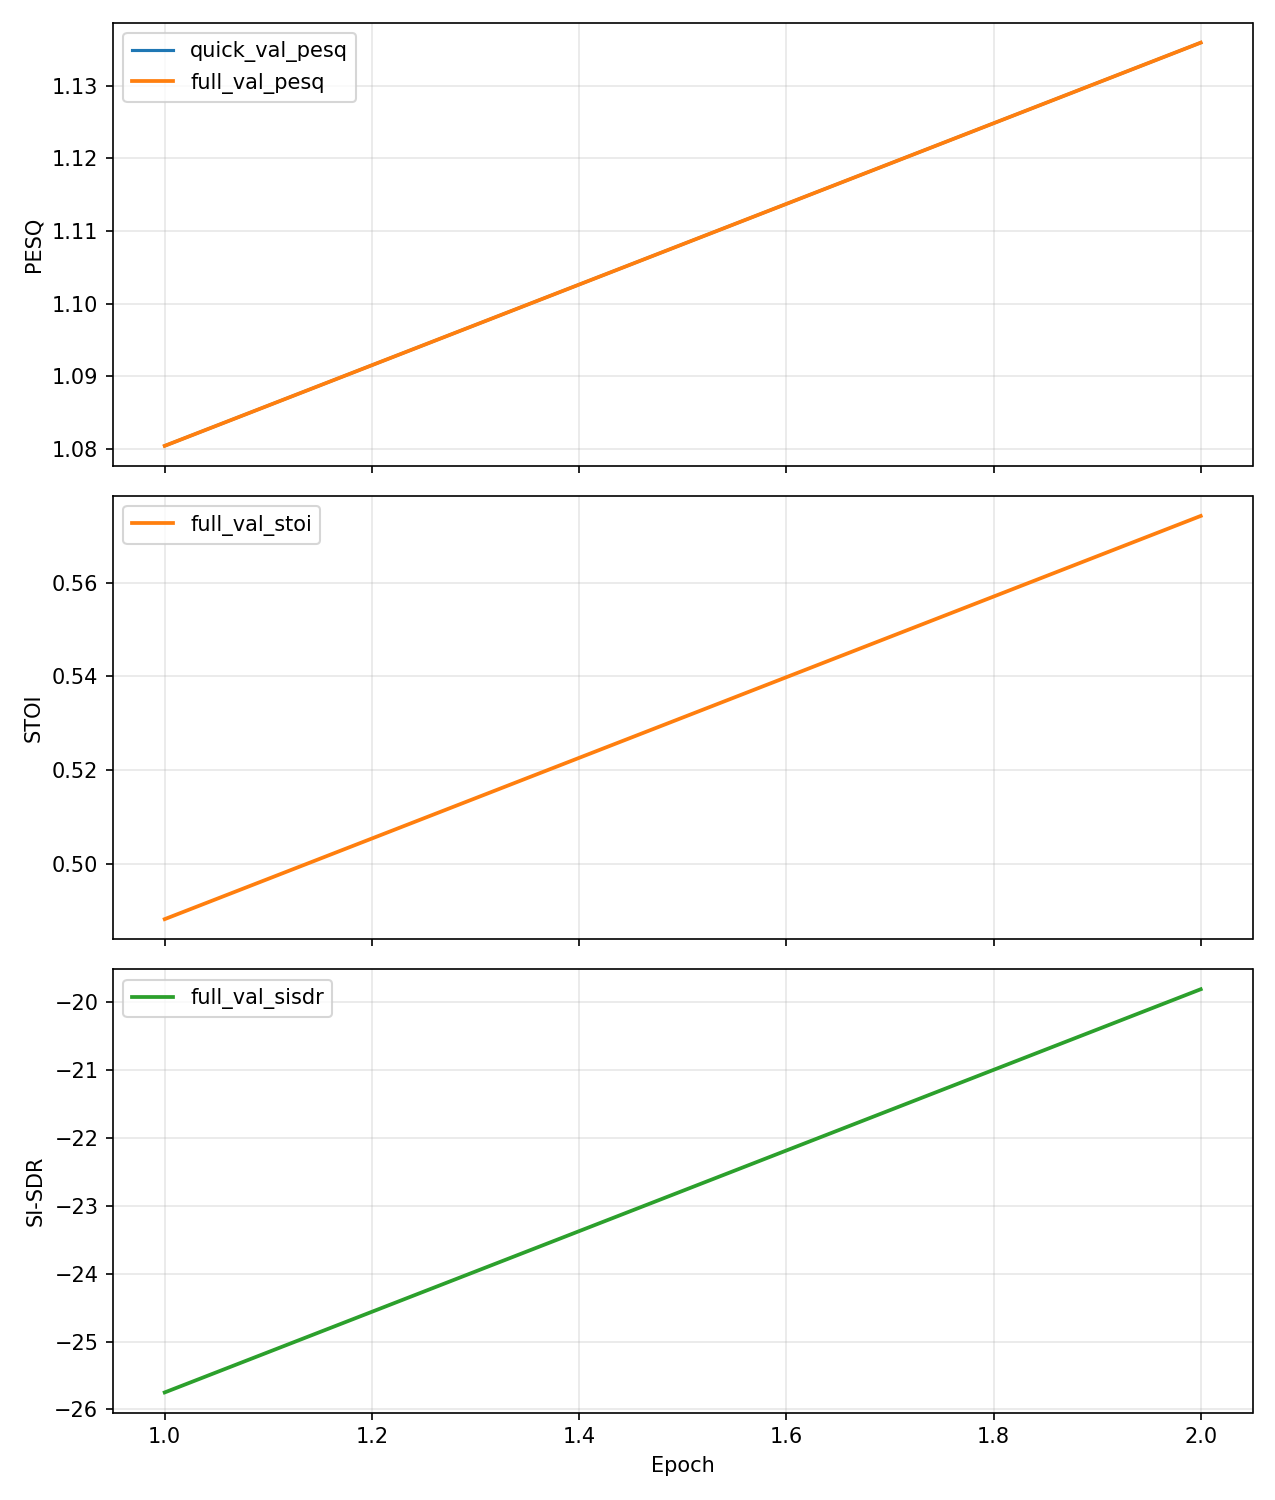 quick_val_pesq
full_val_pesq
1.13
1.12
1.11
1.10
1.09
1.08
PESQ
full_val_stoi
0.56
0.54
0.52
0.50
STOI
full_val_sisdr
−20
−21
−22
−23
−24
−25
−26
SI-SDR
1.0 1.2 1.4 1.6 1.8 2.0
Epoch